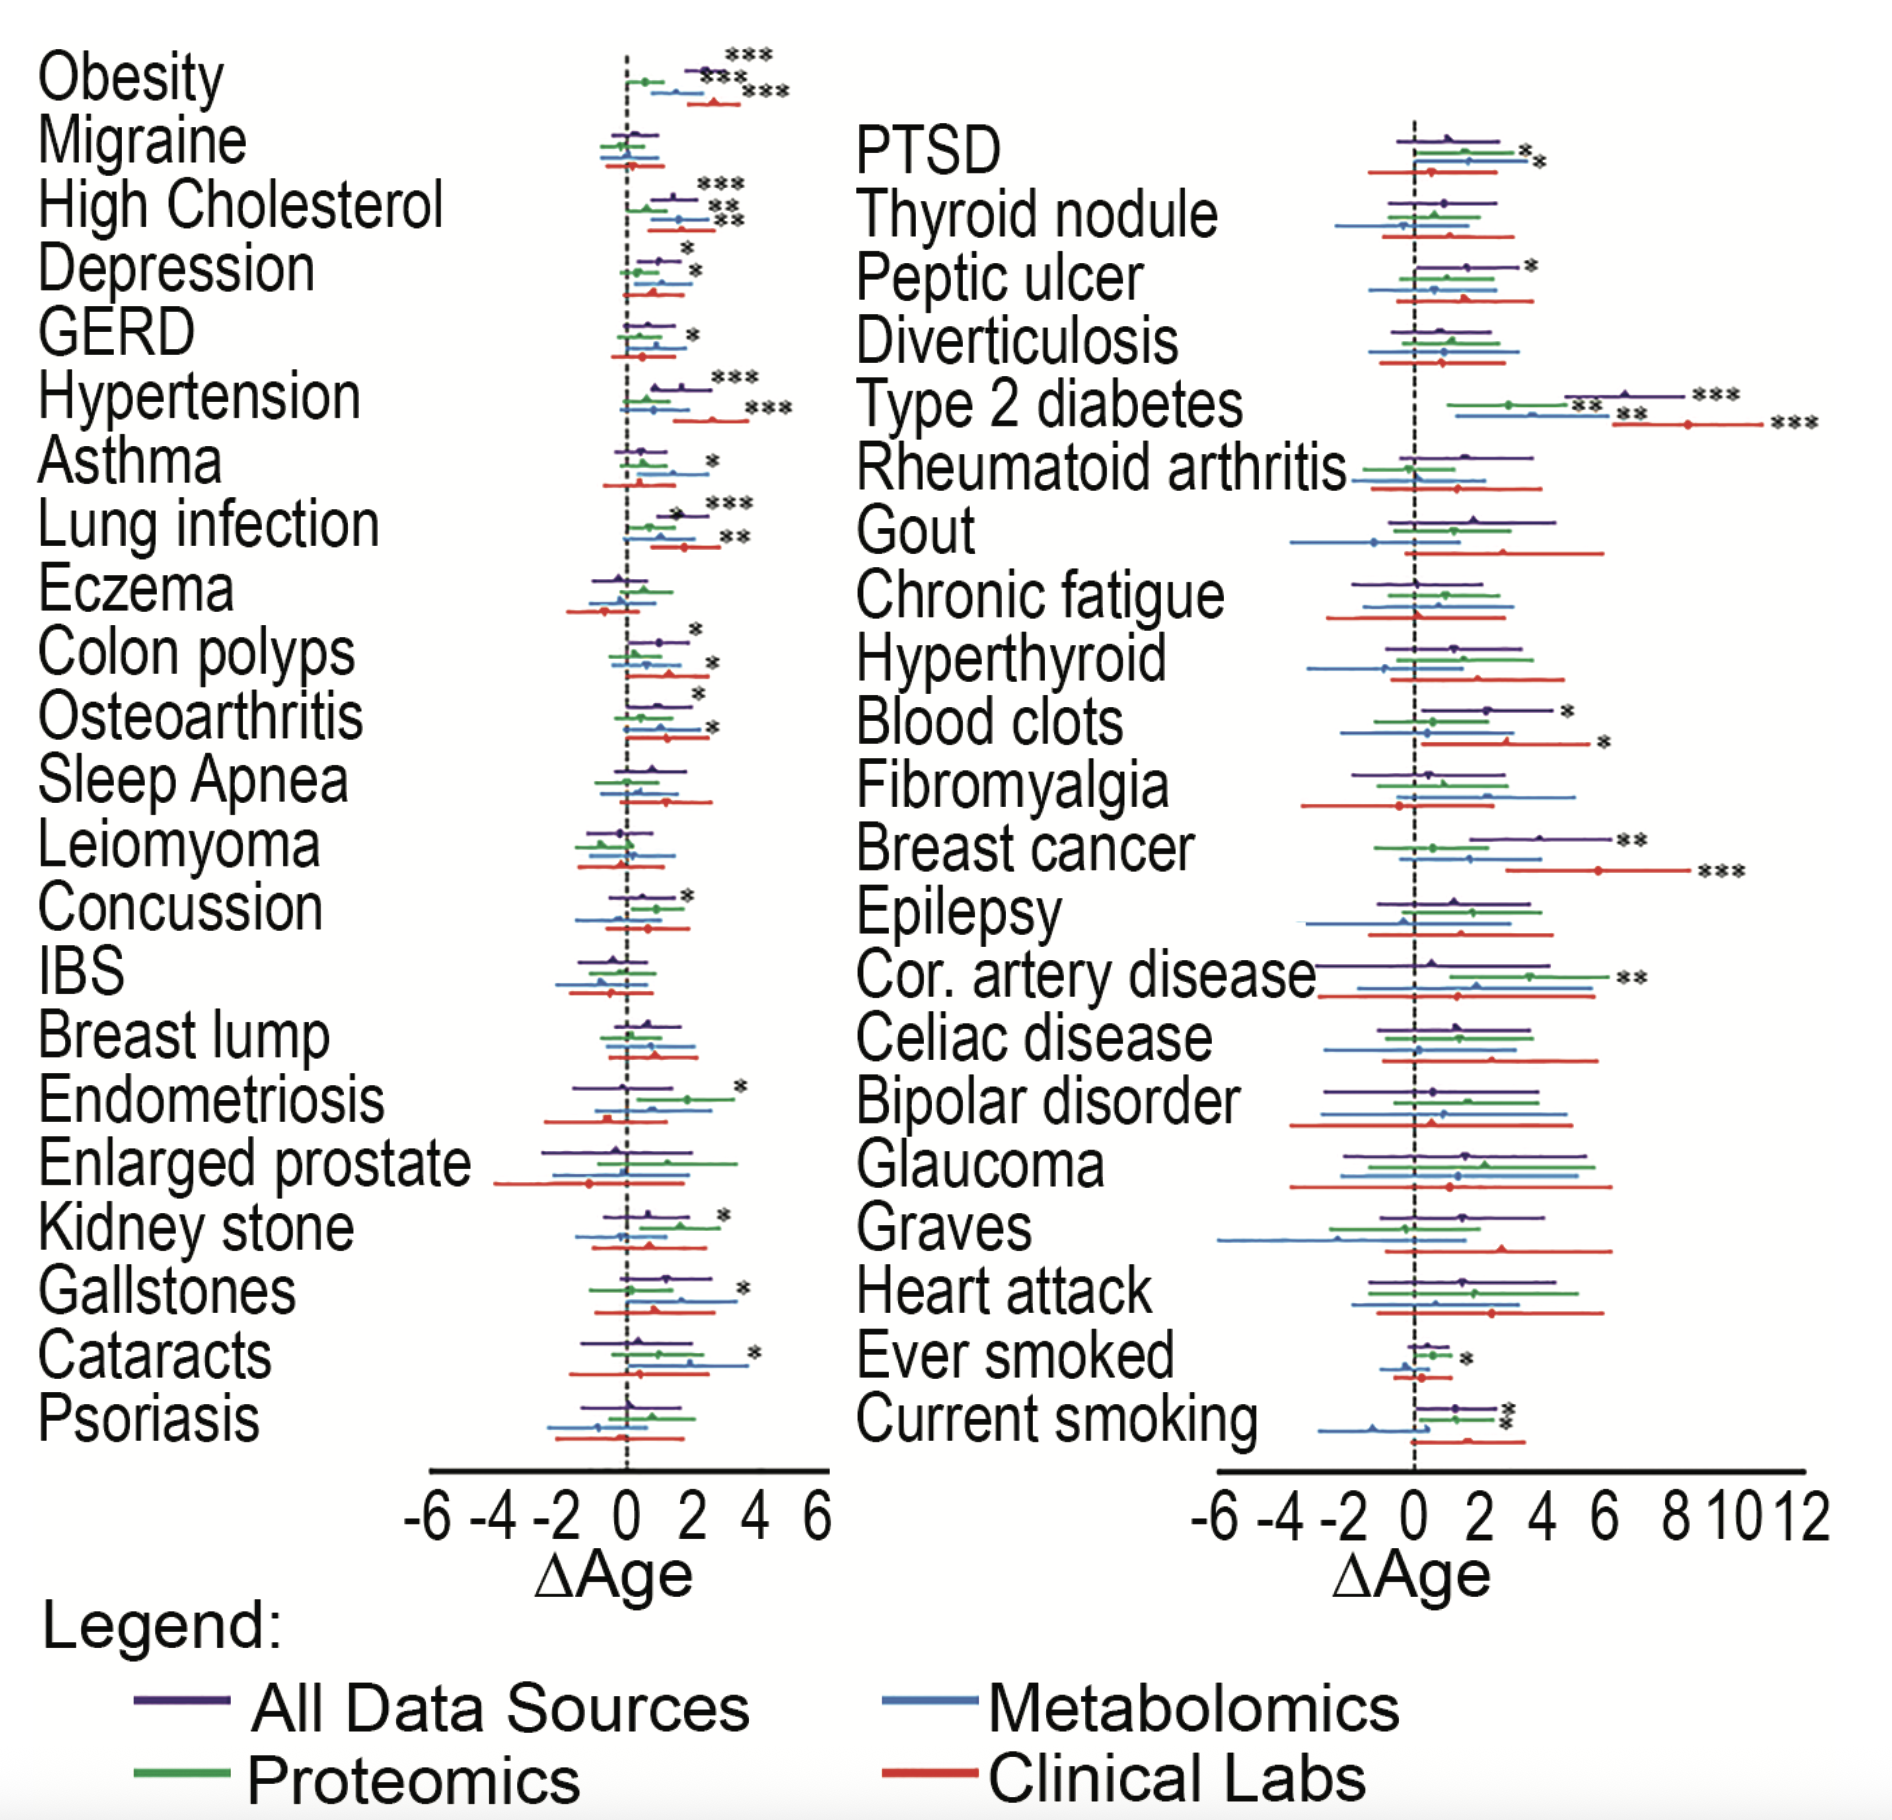 Obesity
Migraine
High Cholesterol
Depression
GERD
Hypertension
Asthma
Lung infection
Eczema
Colon polyps
Osteoarthritis
Sleep Apnea
Leiomyoma
Concussion
IBS
Breast lump
Endometriosis
Enlarged prostate
Kidney stone
Gallstones
Cataracts
Psoriasis
-6 -4 -2 0 2 4 6
ΔAge
PTSD
Thyroid nodule
Peptic ulcer
Diverticulosis
Type 2 diabetes
Rheumatoid arthritis
Gout
Chronic fatigue
Hyperthyroid
Blood clots
Fibromyalgia
Breast cancer
Epilepsy
Cor. artery disease
Celiac disease
Bipolar disorder
Glaucoma
Graves
Heart attack
Ever smoked
Current smoking
-6 -4 -2 0 2 4 6 8 10 12
ΔAge
Legend:
All Data Sources
Proteomics
Metabolomics
Clinical Labs